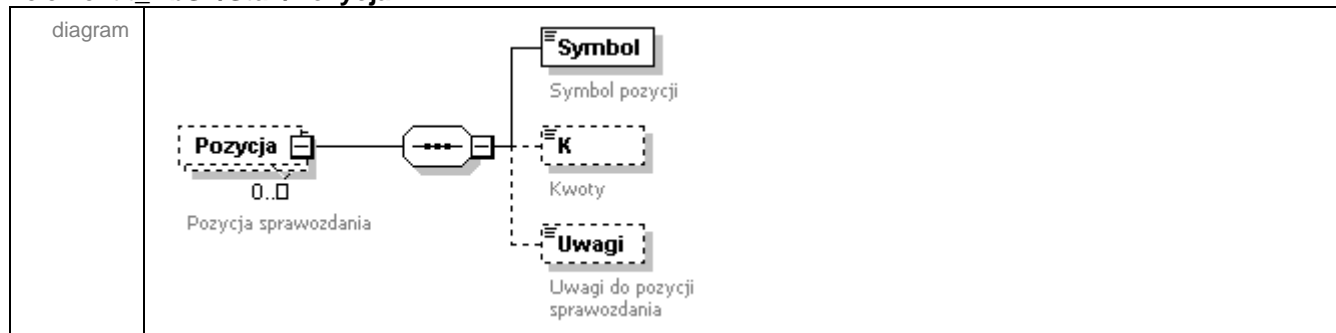 diagram
Symbol
Symbol pozycji
Pozycja
K
0..
Kwoty
Pozycja sprawozdania
Uwagi
Uwagi do pozycji
sprawozdania